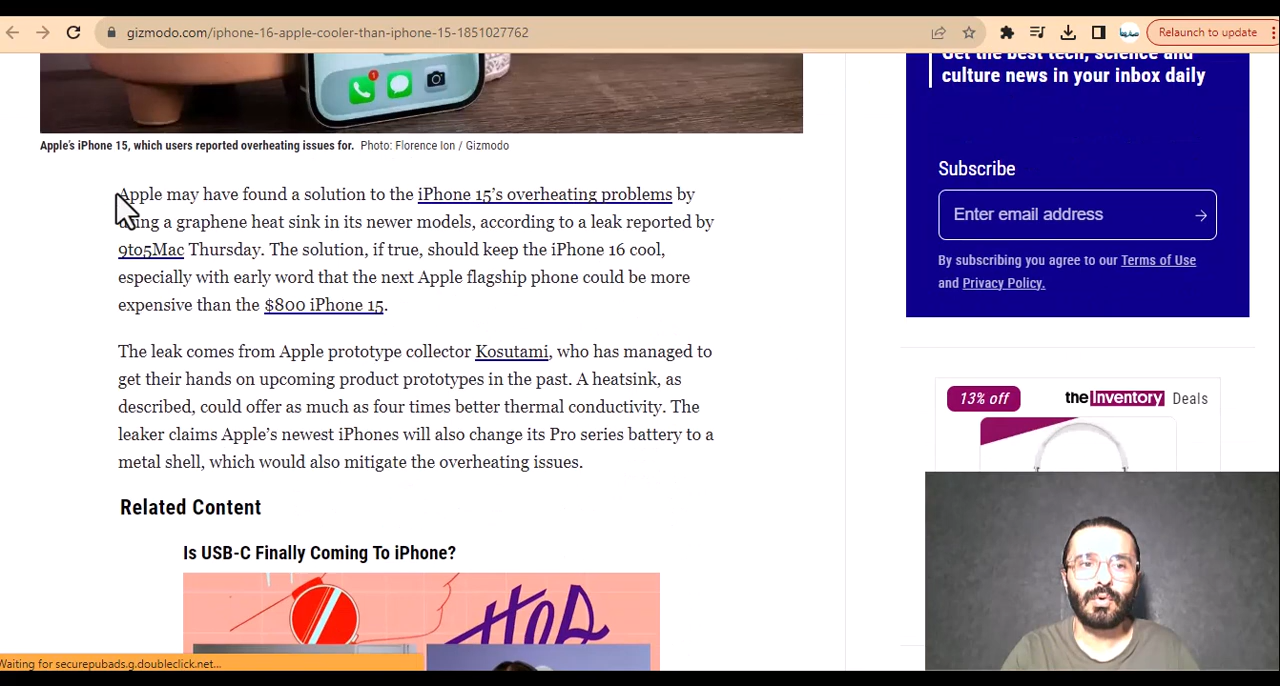 gizmodo.com/iphone-16-apple-cooler-than-iphone-15-1851027762
Relaunch to update
1
Apple's iPhone 15, which users reported overheating issues for. Photo: Florence Ion / Gizmodo
Apple may have found a solution to the iPhone 15's overheating problems by
a graphene heat sink in its newer models, according to a leak reported by
9to5Mac Thursday. The solution, if true, should keep the iPhone 16 cool,
especially with early word that the next Apple flagship phone could be more
expensive than the $800 iPhone 15.
The leak comes from Apple prototype collector Kosutami, who has managed to
get their hands on upcoming product prototypes in the past. A heatsink, as
described, could offer as much as four times better thermal conductivity. The
leaker claims Apple's newest iPhones will also change its Pro series battery to a
metal shell, which would also mitigate the overheating issues.
Related Content
Is USB-C Finally Coming To iPhone?
Waiting for securepubads.g.doubleclick.net...
Get the best tech, science and
culture news in your inbox daily
Subscribe
Enter email address
By subscribing you agree to our Terms of Use
and Privacy Policy.
13% off
theInventory Deals